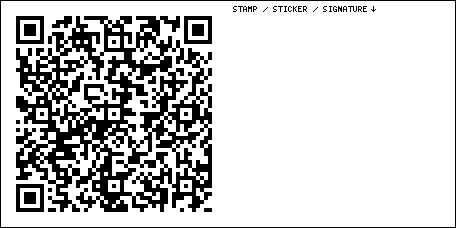 STAMP / STICKER / SIGNATURE ↓